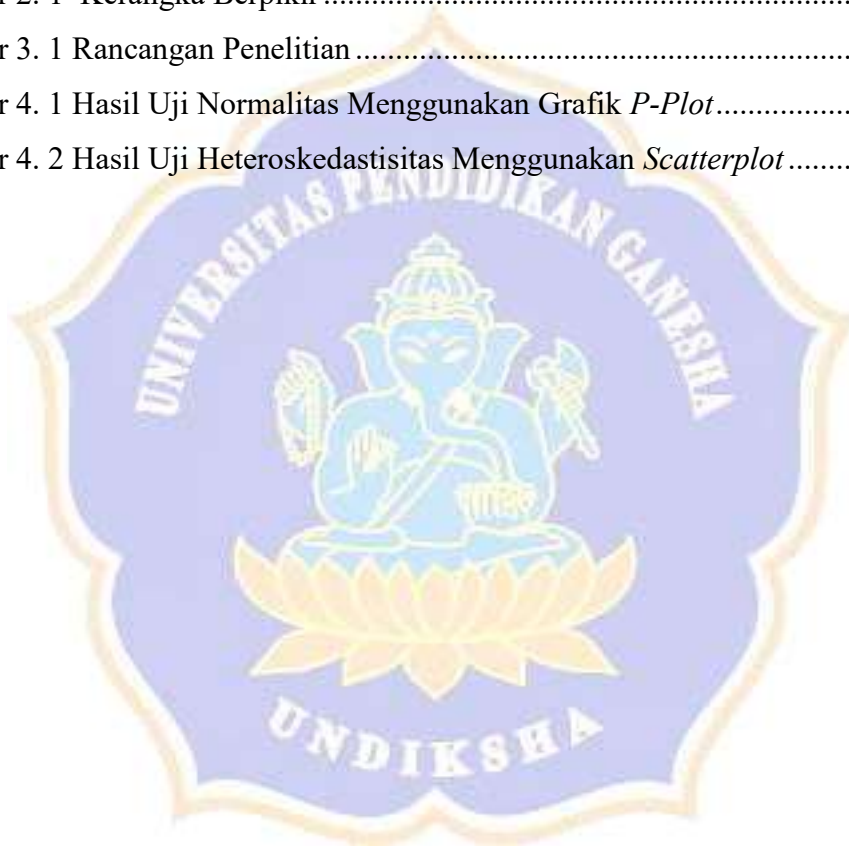 r 2. 1 Kerangka Berpikir ........................................................................
r 3. 1 Rancangan Penelitian ....................................................................
r 4. 1 Hasil Uji Normalitas Menggunakan Grafik P-Plot..................
r 4. 2 Hasil Uji Heteroskedastisitas Menggunakan Scatterplot ........
UNIVERSITAS PENDIDIKAN GANESHA
UNDIKSHA